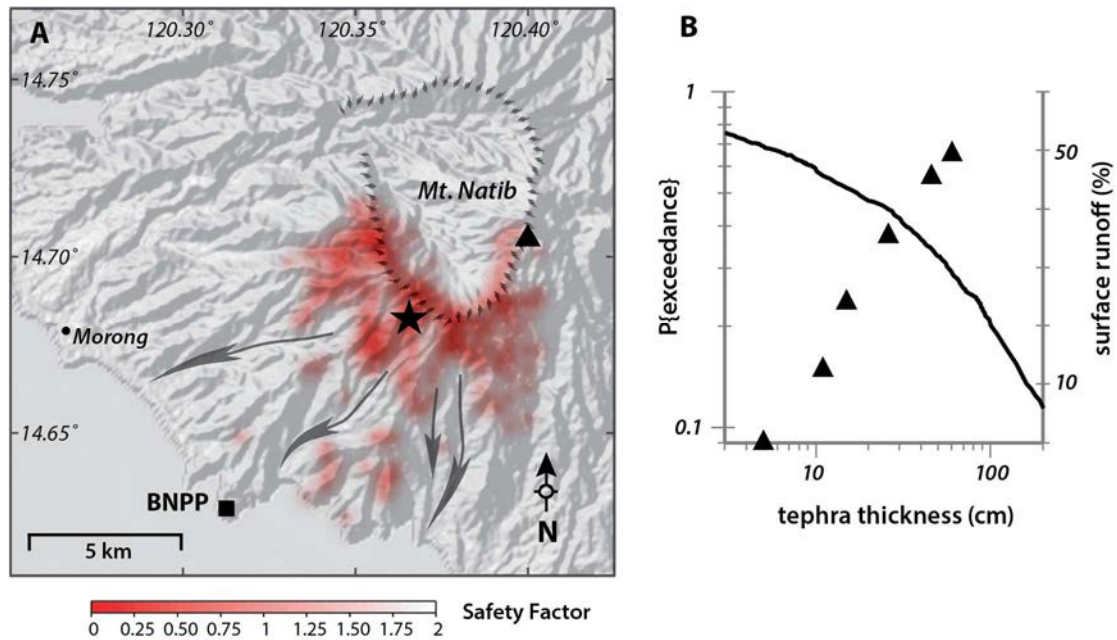 A
120.30°
120.35°
120.40°
14.75°
14.70°
14.65°
Mt. Natib
Morong
BNPP
5 km
N
0 0.25 0.50 0.75 1 1.25 1.50 1.75 2
Safety Factor
B
1
0.1
P{exceedance}
50
10
surface runoff (%)
10 100
tephra thickness (cm)